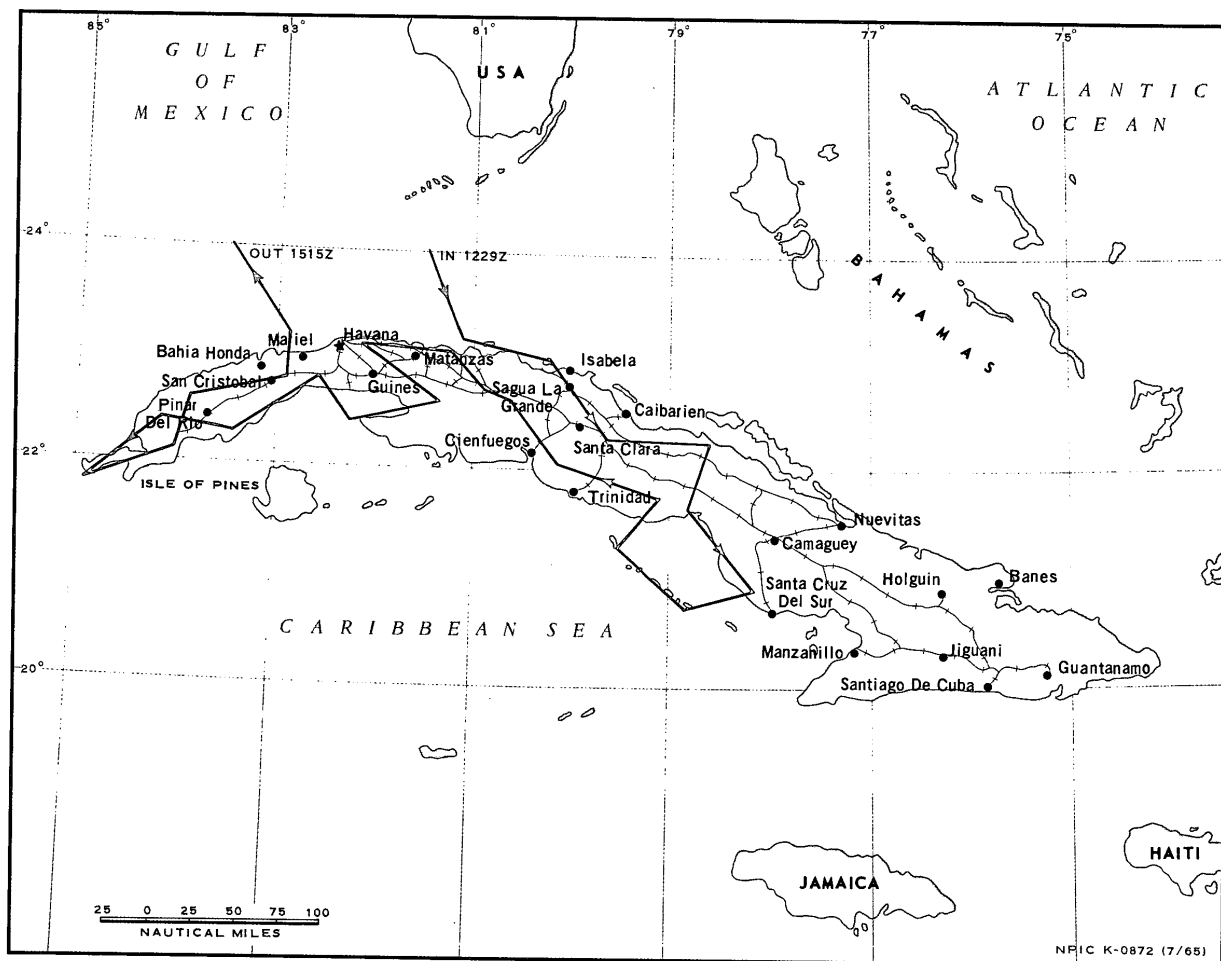 85°
83°
81°
79°
77°
75°
GULF
OF
MEXICO
USA
ATLANTIC
OCEAN
24°
OUT 1515Z
IN 1229Z
BAHAMAS
Mariel
Havana
Bahia Honda
Matanzas
Isabela
San Cristobal
Guines
Sagua La
Grande
Pinar
Del Rio
Caibarien
22°
Cienfuegos
Santa Clara
ISLE OF PINES
Trinidad
Nuevitas
Camaguey
Banes
Santa Cruz
Del Sur
Holguin
CARIBBEAN SEA
Manzanillo
Jiguani
20°
Guantanamo
Santiago De Cuba
HAITI
JAMAICA
25 0 25 50 75 100
NAUTICAL MILES
NPIC K-0872 (7/65)